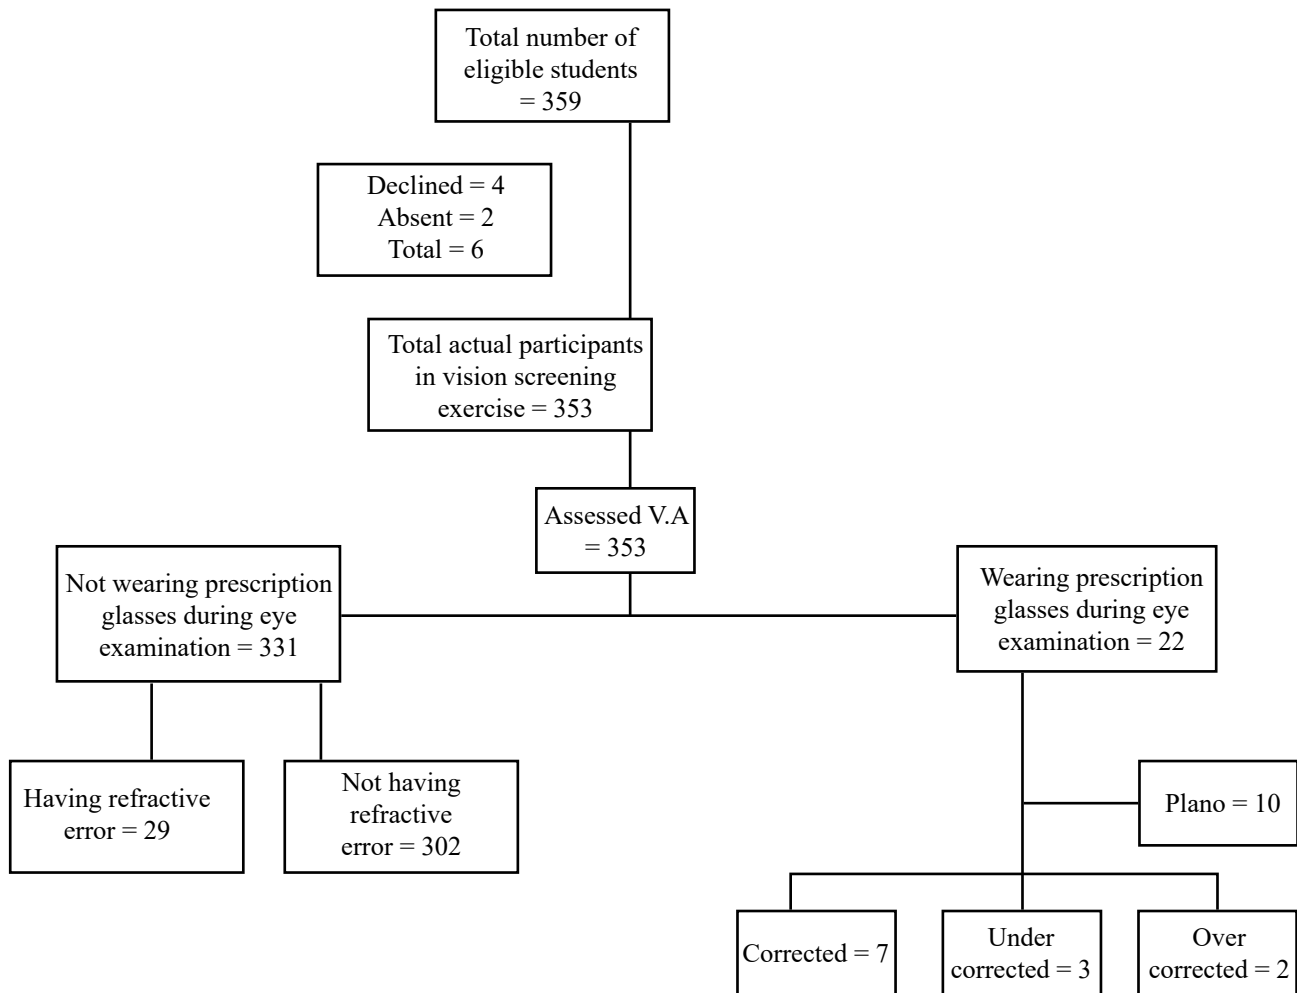 Total number of
eligible students
= 359
Declined = 4
Absent = 2
Total = 6
Total actual participants
in vision screening
exercise = 353
Assessed V.A
= 353
Not wearing prescription
glasses during eye
examination = 331
Wearing prescription
glasses during eye
examination = 22
Having refractive
error = 29
Not having
refractive
error = 302
Plano = 10
Corrected = 7
Under
corrected = 3
Over
corrected = 2